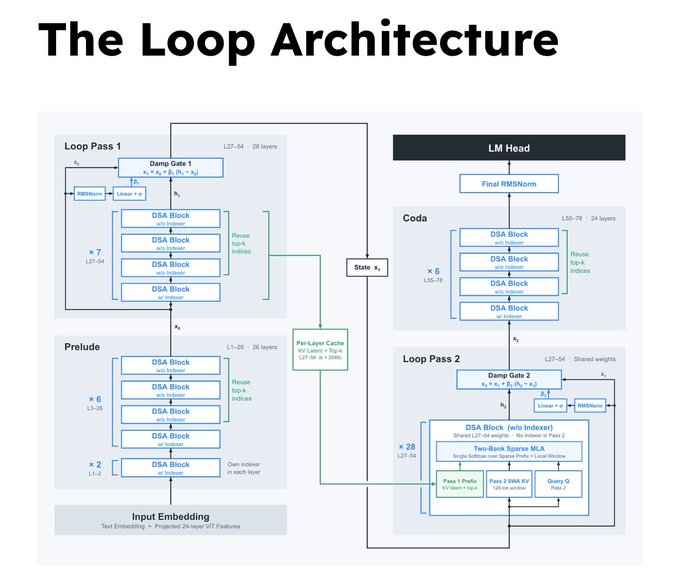 The Loop Architecture
Loop Pass 1
L27–54 · 28 layers
x₀
Damp Gate 1
x₁ = x₀ + β₁ (h₁ − x₀)
β₁
RMSNorm
Linear + σ
h₁
DSA Block
w/o Indexer
DSA Block
w/o Indexer
DSA Block
w/o Indexer
DSA Block
w/ Indexer
× 7
L27–54
Reuse
top-k
indices
x₀
Prelude
L1–26 · 26 layers
DSA Block
w/o Indexer
DSA Block
w/o Indexer
DSA Block
w/o Indexer
DSA Block
w/ Indexer
× 6
L3–26
Reuse
top-k
indices
× 2
L1–2
DSA Block
w/ Indexer
Own indexer
in each layer
Input Embedding
Text Embedding + Projected 24-layer ViT Features
State x₁
Per-Layer Cache
KV Latent + Top-k
L27–54 (k = 2048)
LM Head
Final RMSNorm
Coda
L55–78 · 24 layers
DSA Block
w/o Indexer
DSA Block
w/o Indexer
DSA Block
w/o Indexer
DSA Block
w/ Indexer
× 6
L55–78
Reuse
top-k
indices
x₂
Loop Pass 2
L27–54 · Shared weights
Damp Gate 2
x₂ = x₁ + β₂ (h₂ − x₁)
x₁
β₂
Linear + σ
RMSNorm
h₂
× 28
L27–54
DSA Block (w/o Indexer)
Shared L27–54 weights · No indexer in Pass 2
Two-Bank Sparse MLA
Single Softmax over Sparse Prefix + Local Window
Pass 1 Prefix
KV latent + top-k
Pass 2 SWA KV
128-tok window
Query Q
Pass 2